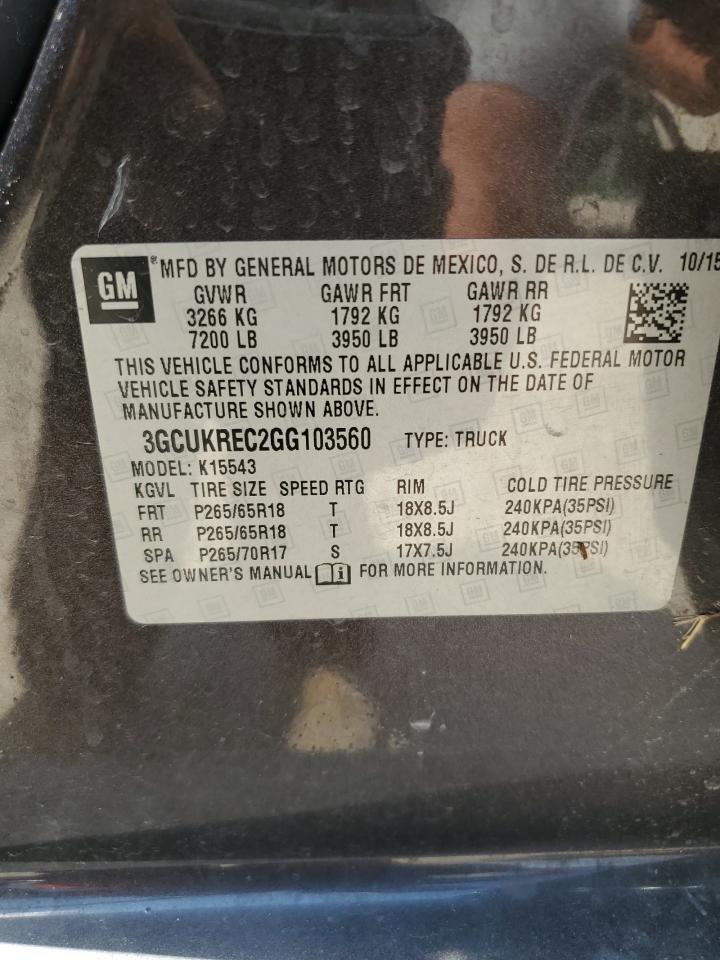 GM ® MFD BY GENERAL MOTORS DE MEXICO, S. DE R.L. DE C.V. 10/15
GVWR GAWR FRT GAWR RR
3266 KG 1792 KG 1792 KG
7200 LB 3950 LB 3950 LB
THIS VEHICLE CONFORMS TO ALL APPLICABLE U.S. FEDERAL MOTOR
VEHICLE SAFETY STANDARDS IN EFFECT ON THE DATE OF
MANUFACTURE SHOWN ABOVE.
3GCUKREC2GG103560 TYPE: TRUCK
MODEL: K15543
KGVL TIRE SIZE SPEED RTG RIM COLD TIRE PRESSURE
FRT P265/65R18 T 18X8.5J 240KPA(35PSI)
RR P265/65R18 T 18X8.5J 240KPA(35PSI)
SPA P265/70R17 S 17X7.5J 240KPA(35PSI)
SEE OWNER'S MANUAL FOR MORE INFORMATION.